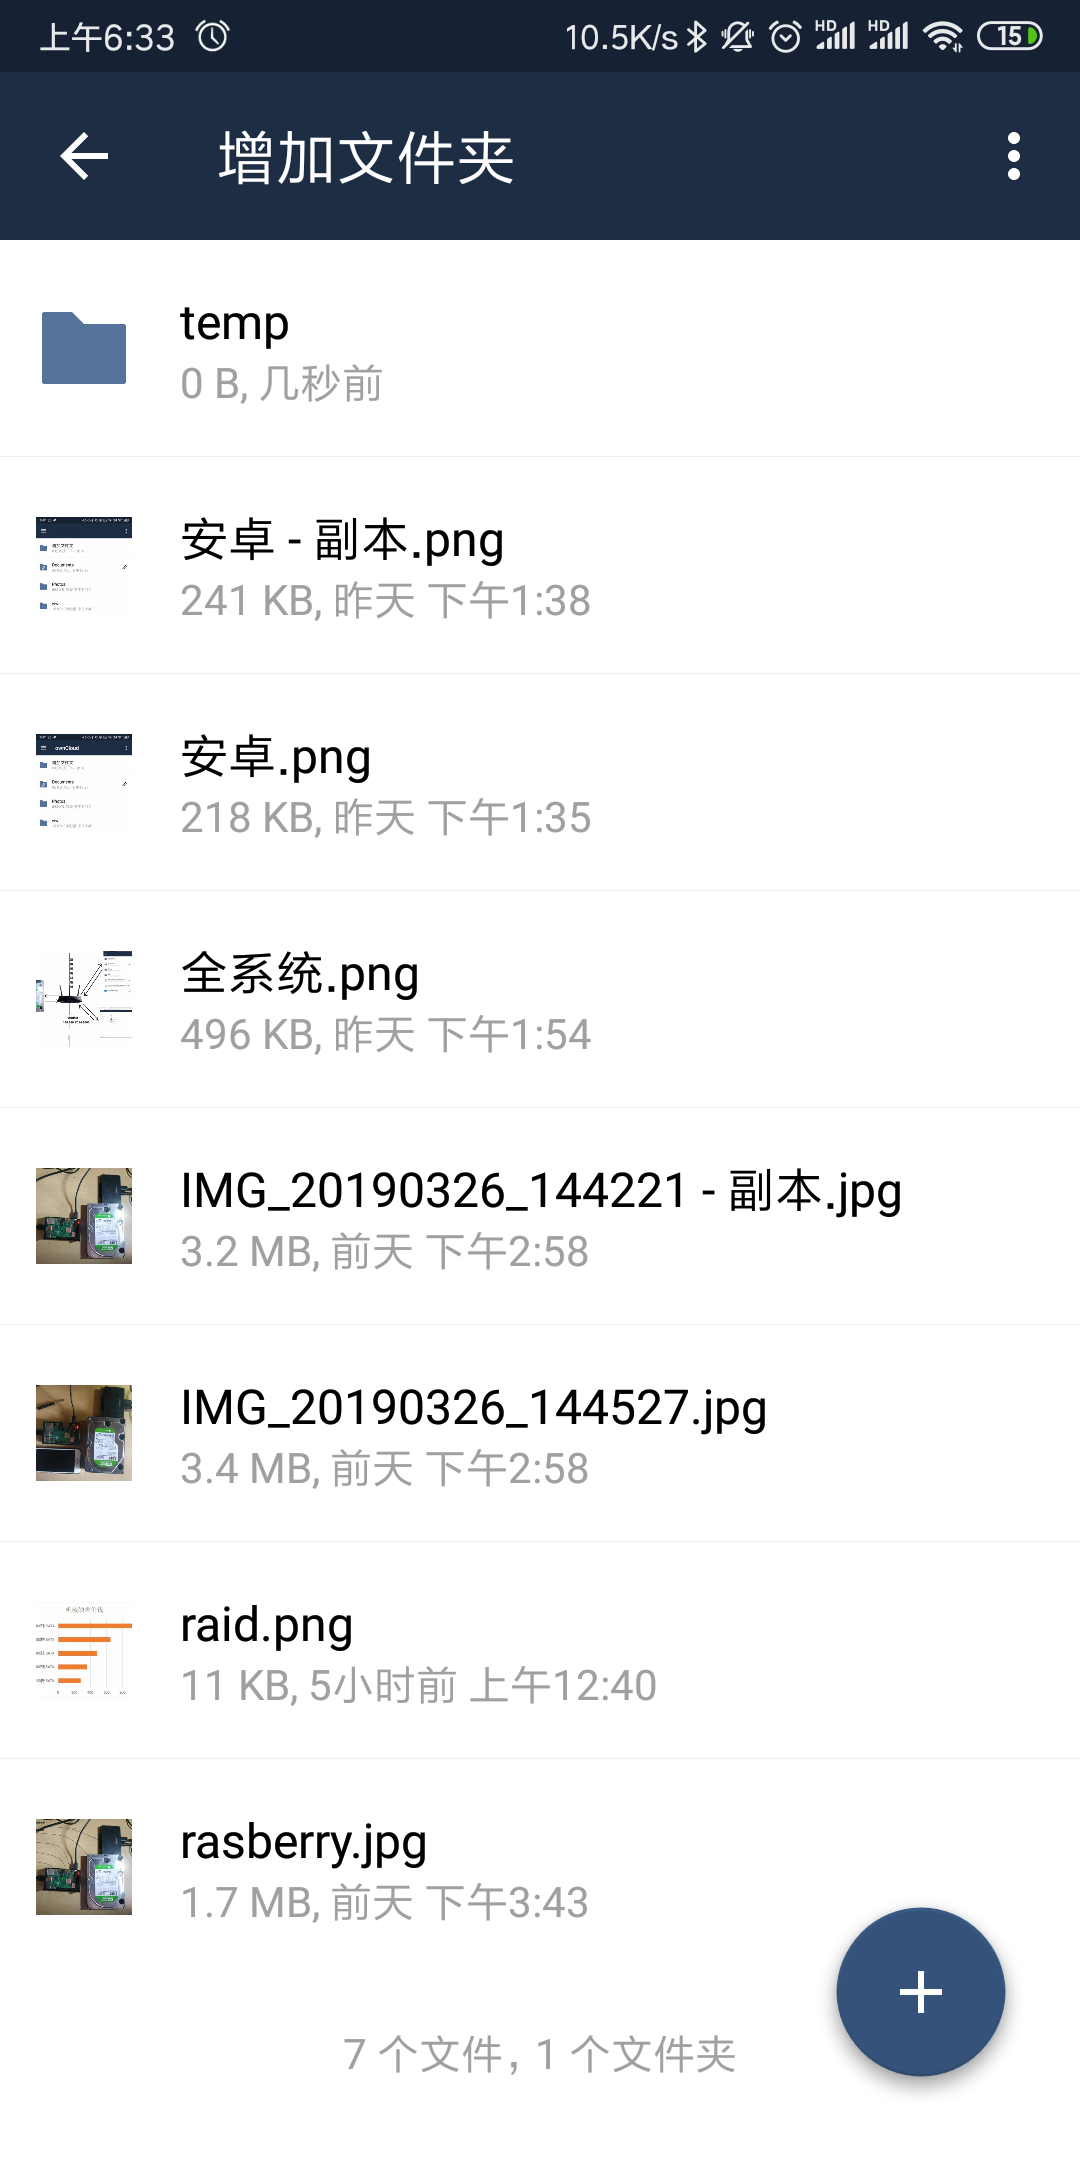 上午6:33 10.5K/s HD HD 15
增加文件夹
temp
0 B, 几秒前
安卓 - 副本.png
241 KB, 昨天 下午1:38
ownCloud
安卓.png
218 KB, 昨天 下午1:35
全系统.png
496 KB, 昨天 下午1:54
IMG_20190326_144221 - 副本.jpg
3.2 MB, 前天 下午2:58
IMG_20190326_144527.jpg
3.4 MB, 前天 下午2:58
raid.png
11 KB, 5小时前 上午12:40
rasberry.jpg
1.7 MB, 前天 下午3:43
7 个文件, 1 个文件夹